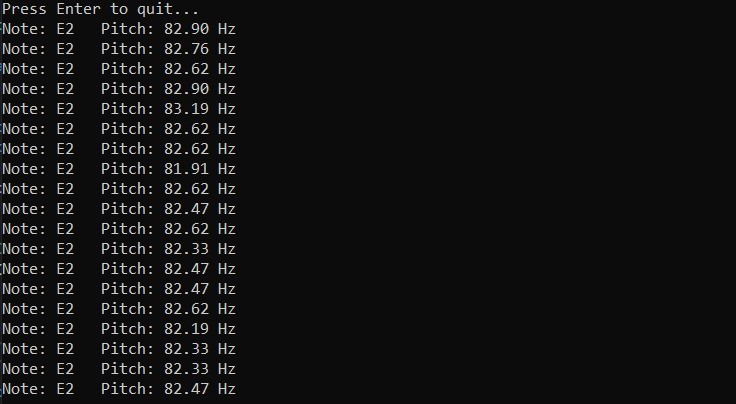 Press Enter to quit...
Note: E2   Pitch: 82.90 Hz
Note: E2   Pitch: 82.76 Hz
Note: E2   Pitch: 82.62 Hz
Note: E2   Pitch: 82.90 Hz
Note: E2   Pitch: 83.19 Hz
Note: E2   Pitch: 82.62 Hz
Note: E2   Pitch: 82.62 Hz
Note: E2   Pitch: 81.91 Hz
Note: E2   Pitch: 82.62 Hz
Note: E2   Pitch: 82.47 Hz
Note: E2   Pitch: 82.62 Hz
Note: E2   Pitch: 82.33 Hz
Note: E2   Pitch: 82.47 Hz
Note: E2   Pitch: 82.47 Hz
Note: E2   Pitch: 82.62 Hz
Note: E2   Pitch: 82.19 Hz
Note: E2   Pitch: 82.33 Hz
Note: E2   Pitch: 82.33 Hz
Note: E2   Pitch: 82.47 Hz